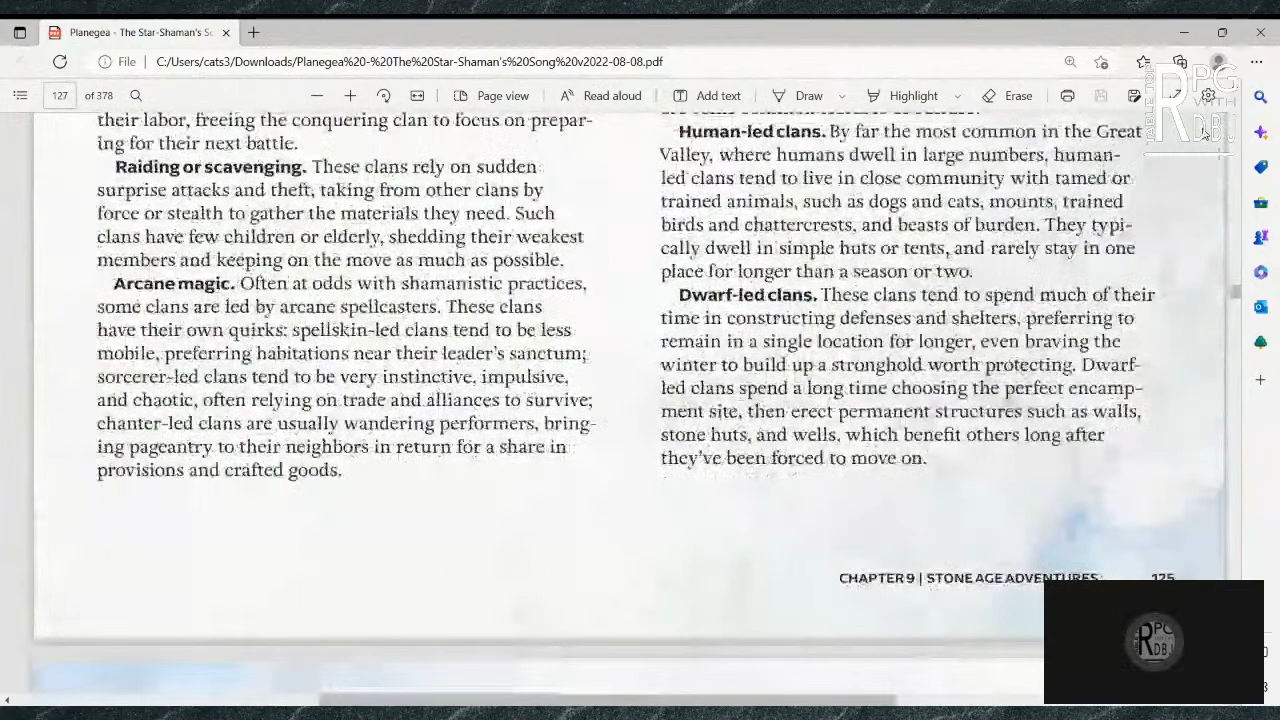 Planegea - The Star-Shaman's Sc
File
C:/Users/cats3/Downloads/Planegea%20-%20The%20Star-Shaman's%20Song%20v2022-08-08.pdf
127 of 378
Page view
Read aloud
Add text
Draw
Highlight
Erase
TABLE TOP
RPG
WITH
RDBJ
their labor, freeing the conquering clan to focus on prepar-
ing for their next battle.
Raiding or scavenging. These clans rely on sudden
surprise attacks and theft, taking from other clans by
force or stealth to gather the materials they need. Such
clans have few children or elderly, shedding their weakest
members and keeping on the move as much as possible.
Arcane magic. Often at odds with shamanistic practices,
some clans are led by arcane spellcasters. These clans
have their own quirks: spellskin-led clans tend to be less
mobile, preferring habitations near their leader's sanctum;
sorcerer-led clans tend to be very instinctive, impulsive,
and chaotic, often relying on trade and alliances to survive;
chanter-led clans are usually wandering performers, bring-
ing pageantry to their neighbors in return for a share in
provisions and crafted goods.
Human-led clans. By far the most common in the Great
Valley, where humans dwell in large numbers, human-
led clans tend to live in close community with tamed or
trained animals, such as dogs and cats, mounts, trained
birds and chattercrests, and beasts of burden. They typi-
cally dwell in simple huts or tents, and rarely stay in one
place for longer than a season or two.
Dwarf-led clans. These clans tend to spend much of their
time in constructing defenses and shelters, preferring to
remain in a single location for longer, even braving the
winter to build up a stronghold worth protecting. Dwarf-
led clans spend a long time choosing the perfect encamp-
ment site, then erect permanent structures such as walls,
stone huts, and wells, which benefit others long after
they've been forced to move on.
CHAPTER 9 | STONE AGE ADVENTURES 125
RPG
RDBJ